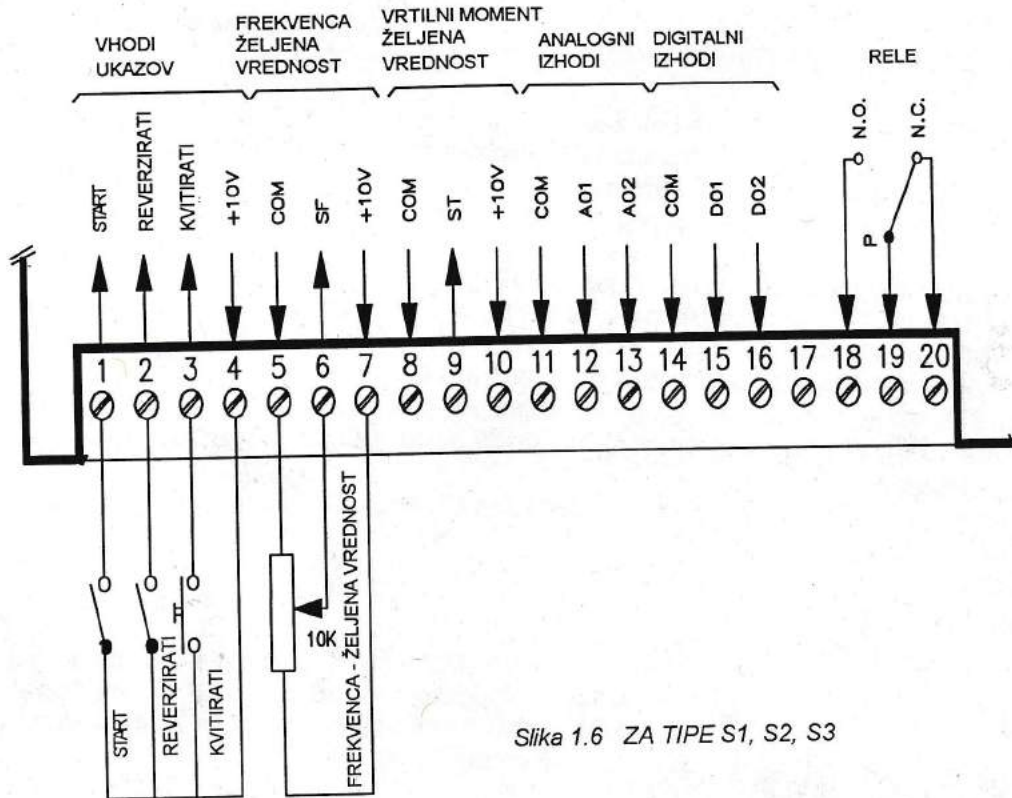 VHODI
UKAZOV
FREKVENCA
ŽELJENA
VREDNOST
VRTILNI MOMENT
ŽELJENA
VREDNOST
ANALOGNI
IZHODI
DIGITALNI
IZHODI
RELE
START
REVERZIRATI
KVITIRATI
+10V
COM
SF
+10V
COM
ST
+10V
COM
AO1
AO2
COM
DO1
DO2
N.O.
P
N.C.
1 2 3 4 5 6 7 8 9 10 11 12 13 14 15 16 17 18 19 20
START
REVERZIRATI
KVITIRATI
10K
FREKVENCA - ŽELJENA VREDNOST
Slika 1.6 ZA TIPE S1, S2, S3